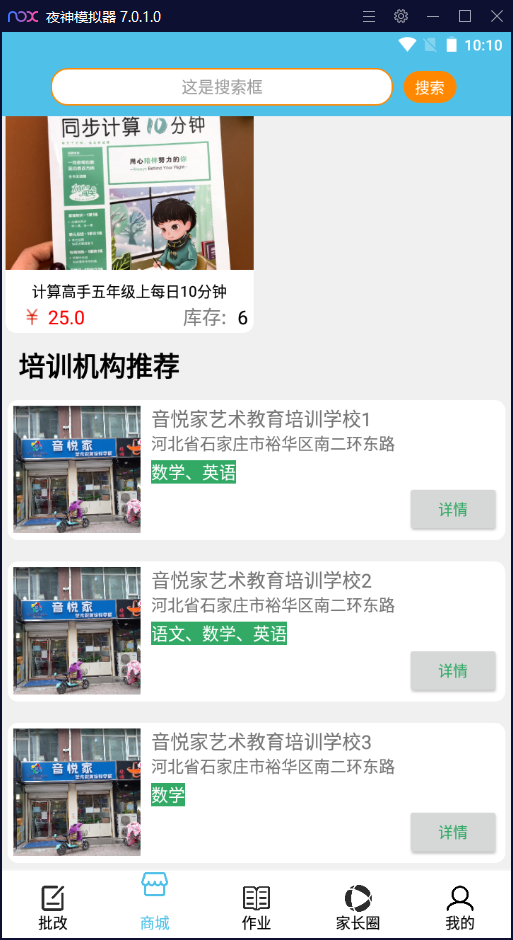 nox 夜神模拟器 7.0.1.0
10:10
这是搜索框
搜索
同步计算10分钟
用心陪伴努力的你
计算高手五年级上每日10分钟
¥ 25.0
库存: 6
培训机构推荐
音悦家
音悦家艺术教育培训学校1
河北省石家庄市裕华区南二环东路
数学、英语
详情
音悦家
音悦家艺术教育培训学校2
河北省石家庄市裕华区南二环东路
语文、数学、英语
详情
音悦家
音悦家艺术教育培训学校3
河北省石家庄市裕华区南二环东路
数学
详情
批改
商城
作业
家长圈
我的